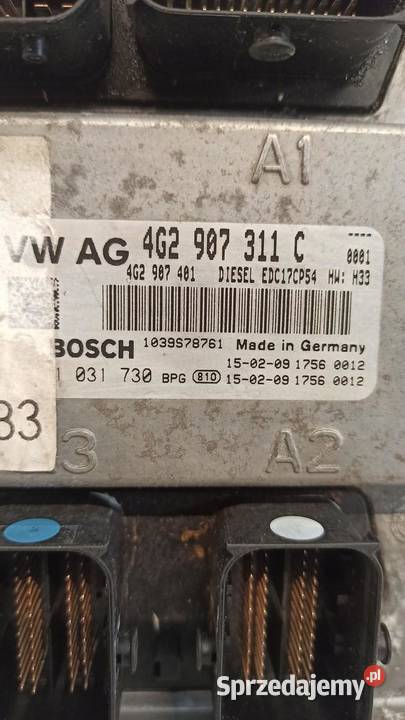 A1
VW AG 4G2 907 311 C
----
0001
4G2 907 401 DIESEL EDC17CP54 HW: H33
BOSCH 1039S78761 Made in Germany
15-02-09 1756 0012
1 031 730 BPG 810 15-02-09 1756 0012
83
3 A2
Sprzedajemy.pl